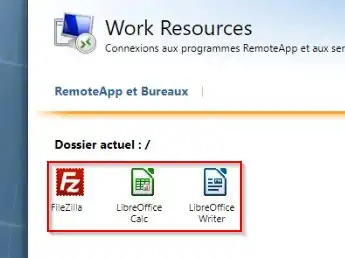 Work Resources
Connexions aux programmes RemoteApp et aux ser
RemoteApp et Bureaux
Dossier actuel : /
FileZilla
LibreOffice Calc
LibreOffice Writer